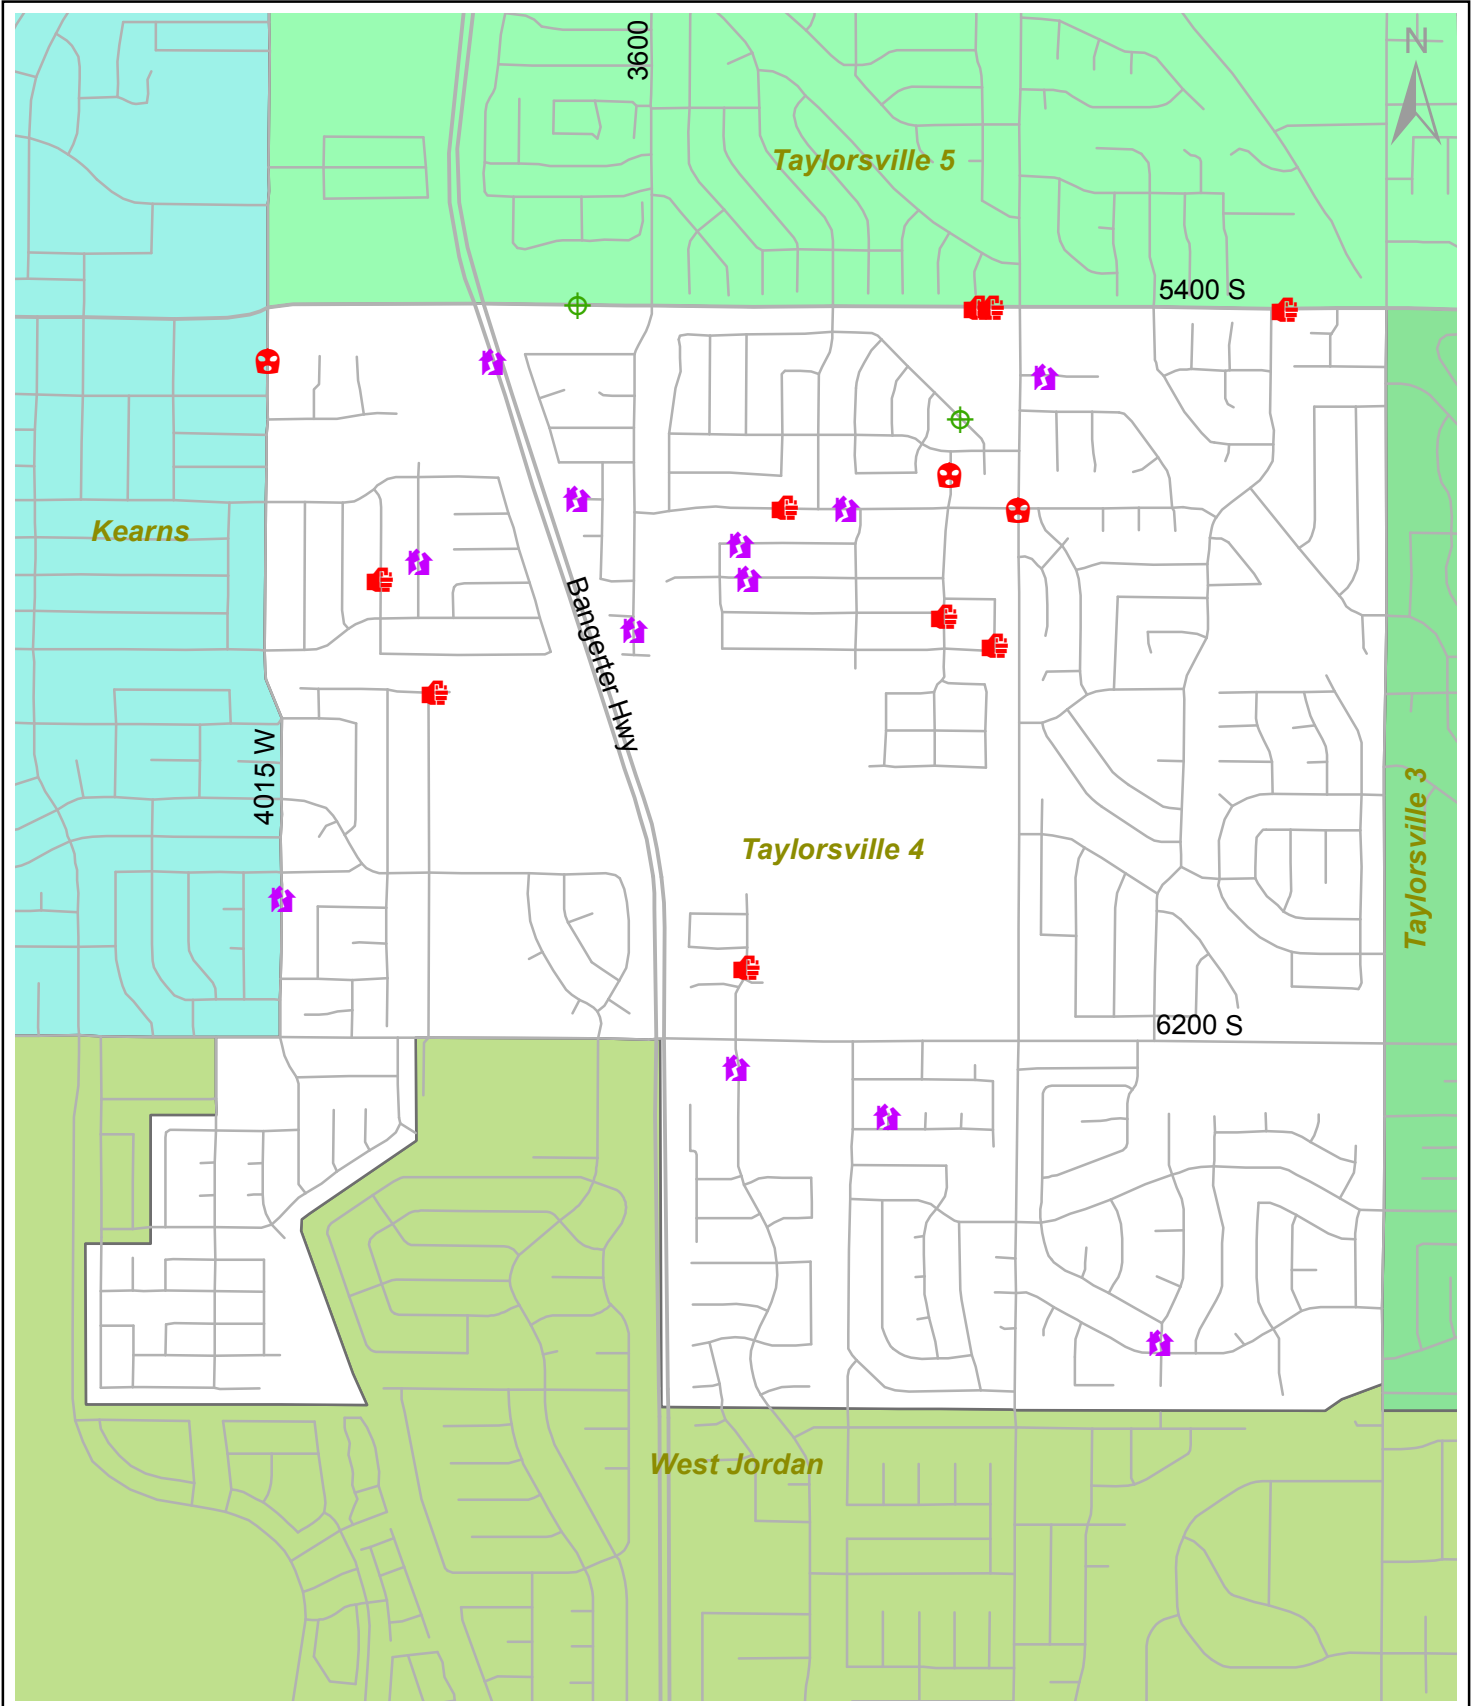 3600
N
Taylorsville 5
5400 S
Kearns
Bangerter Hwy
4015 W
Taylorsville 4
Taylorsville 3
6200 S
West Jordan